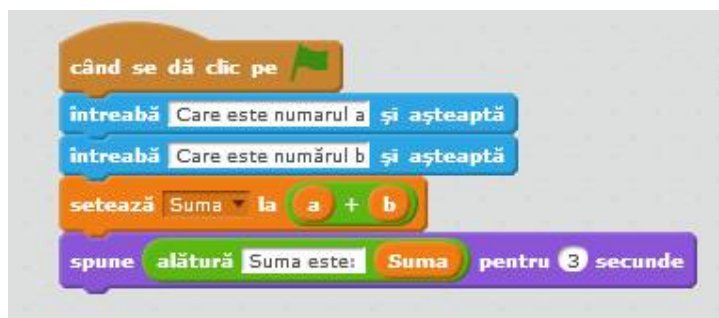 când se dă clic pe
întreabă Care este numarul a și așteaptă
întreabă Care este numărul b și așteaptă
setează Suma la a + b
spune alătură Suma este: Suma pentru 3 secunde